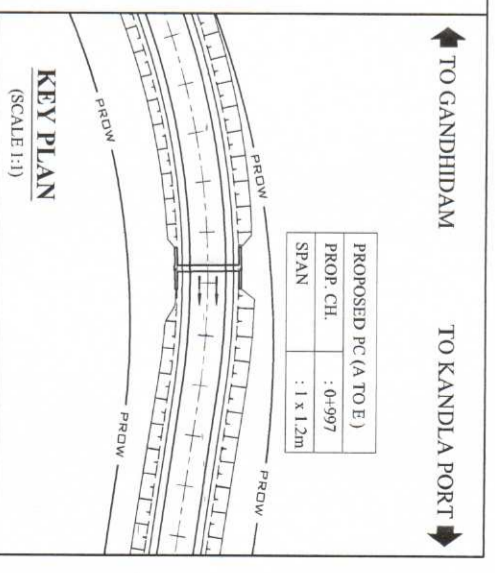 TO GANDHIDAM
TO KANDLA PORT
PROPOSED PC (A TO E )
PROP. CH. : 0+997
SPAN : 1 x 1.2m
PROW
PROW
PROW
PROW
KEY PLAN
(SCALE 1:1)